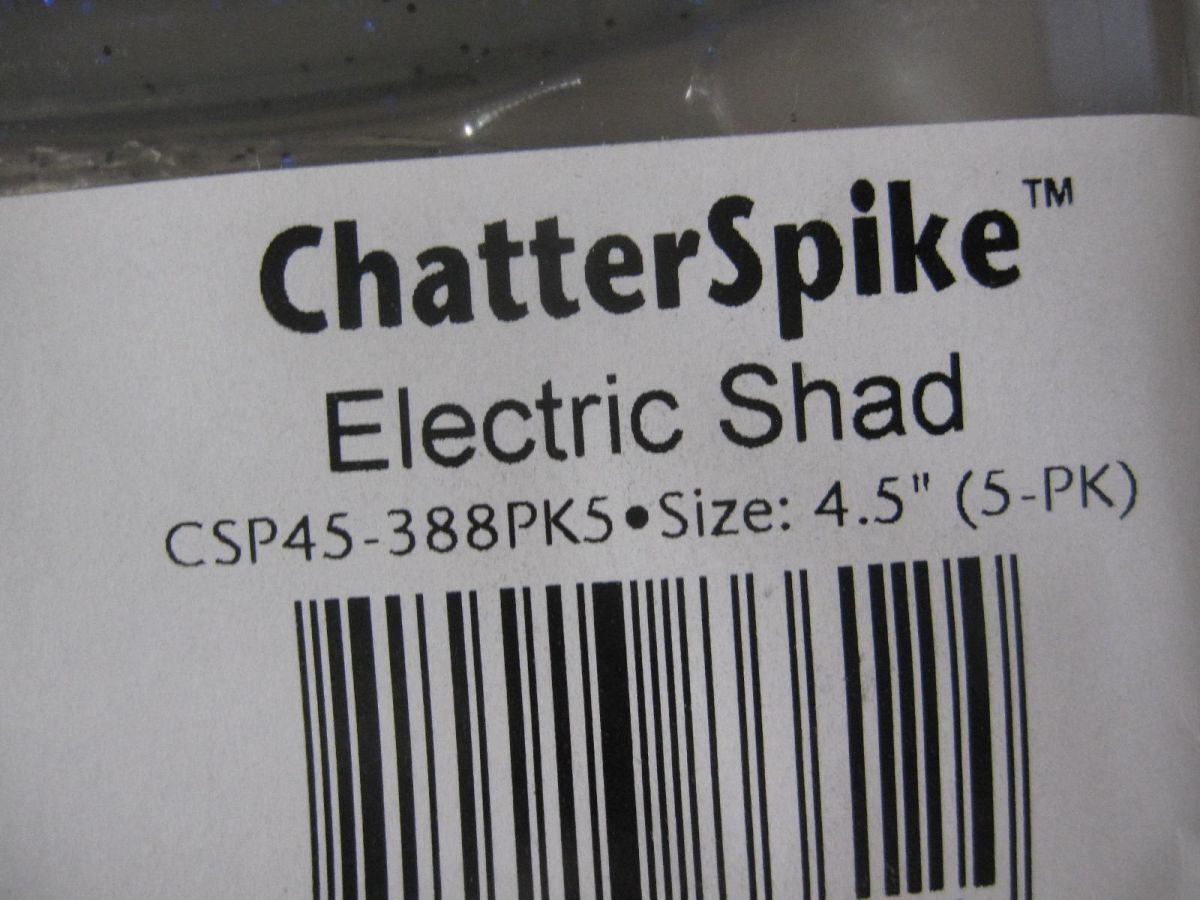 ChatterSpike™
Electric Shad
CSP45-388PK5•Size: 4.5" (5-PK)